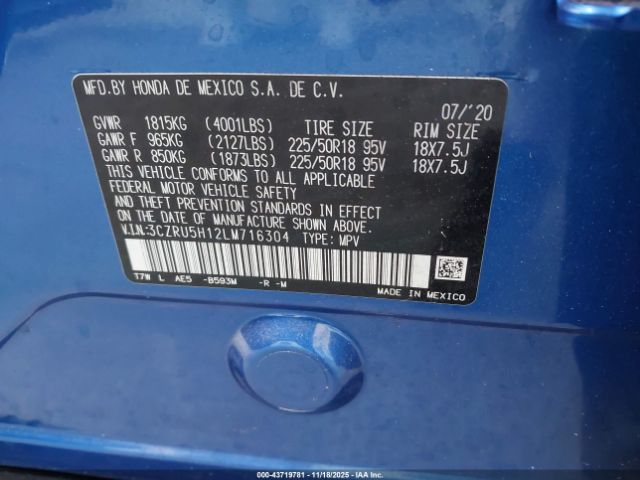 MFD.BY HONDA DE MEXICO S.A. DE C.V.
07/'20
GVWR 1815KG (4001LBS) TIRE SIZE RIM SIZE
GAWR F 965KG (2127LBS) 225/50R18 95V 18X7.5J
GAWR R 850KG (1873LBS) 225/50R18 95V 18X7.5J
THIS VEHICLE CONFORMS TO ALL APPLICABLE
FEDERAL MOTOR VEHICLE SAFETY
AND THEFT PREVENTION STANDARDS IN EFFECT
ON THE DATE OF MANUFACTURE SHOWN ABOVE.
V.I.N:3CZRU5H12LM716304 TYPE: MPV
T7W L AE5 -B593M -R -M
MADE IN MEXICO
© 000-43719781 - 11/18/2025 - IAA Holdings, LLC